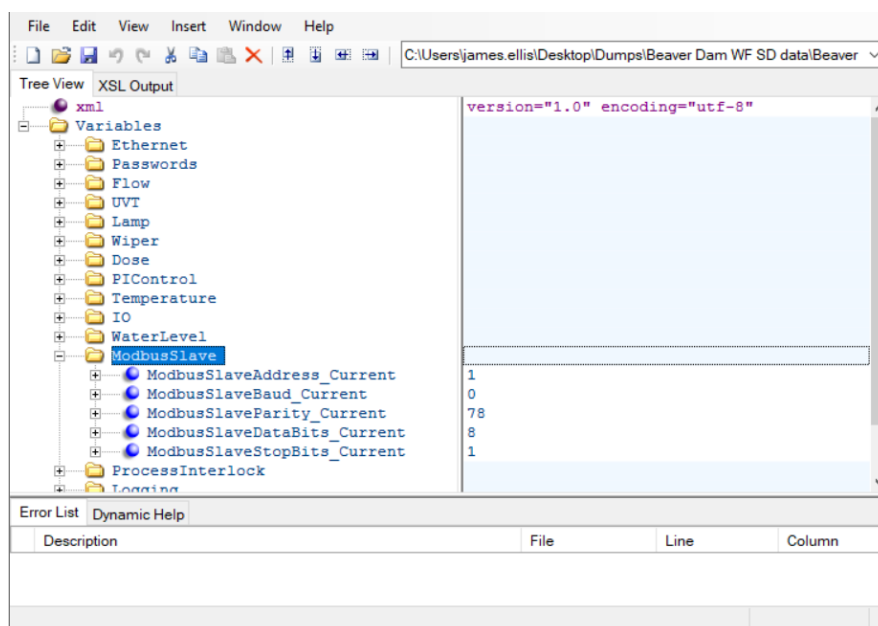 File Edit View Insert Window Help
C:\Users\james.ellis\Desktop\Dumps\Beaver Dam WF SD data\Beaver
Tree View XSL Output
xml version="1.0" encoding="utf-8"
Variables
Ethernet
Passwords
Flow
UVT
Lamp
Wiper
Dose
PIControl
Temperature
IO
WaterLevel
ModbusSlave
ModbusSlaveAddress_Current 1
ModbusSlaveBaud_Current 0
ModbusSlaveParity_Current 78
ModbusSlaveDataBits_Current 8
ModbusSlaveStopBits_Current 1
ProcessInterlock
Logging
Error List Dynamic Help
Description File Line Column